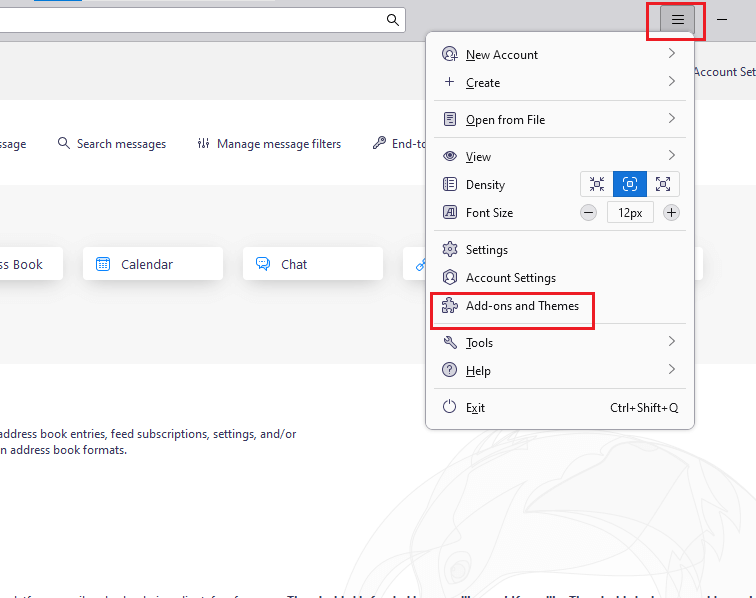 New Account
Account Set
Create
Open from File
ssage
Search messages
Manage message filters
End-to
View
Density
Font Size
12px
Settings
ss Book
Calendar
Chat
Account Settings
Add-ons and Themes
Tools
Help
Exit
Ctrl+Shift+Q
address book entries, feed subscriptions, settings, and/or
n address book formats.